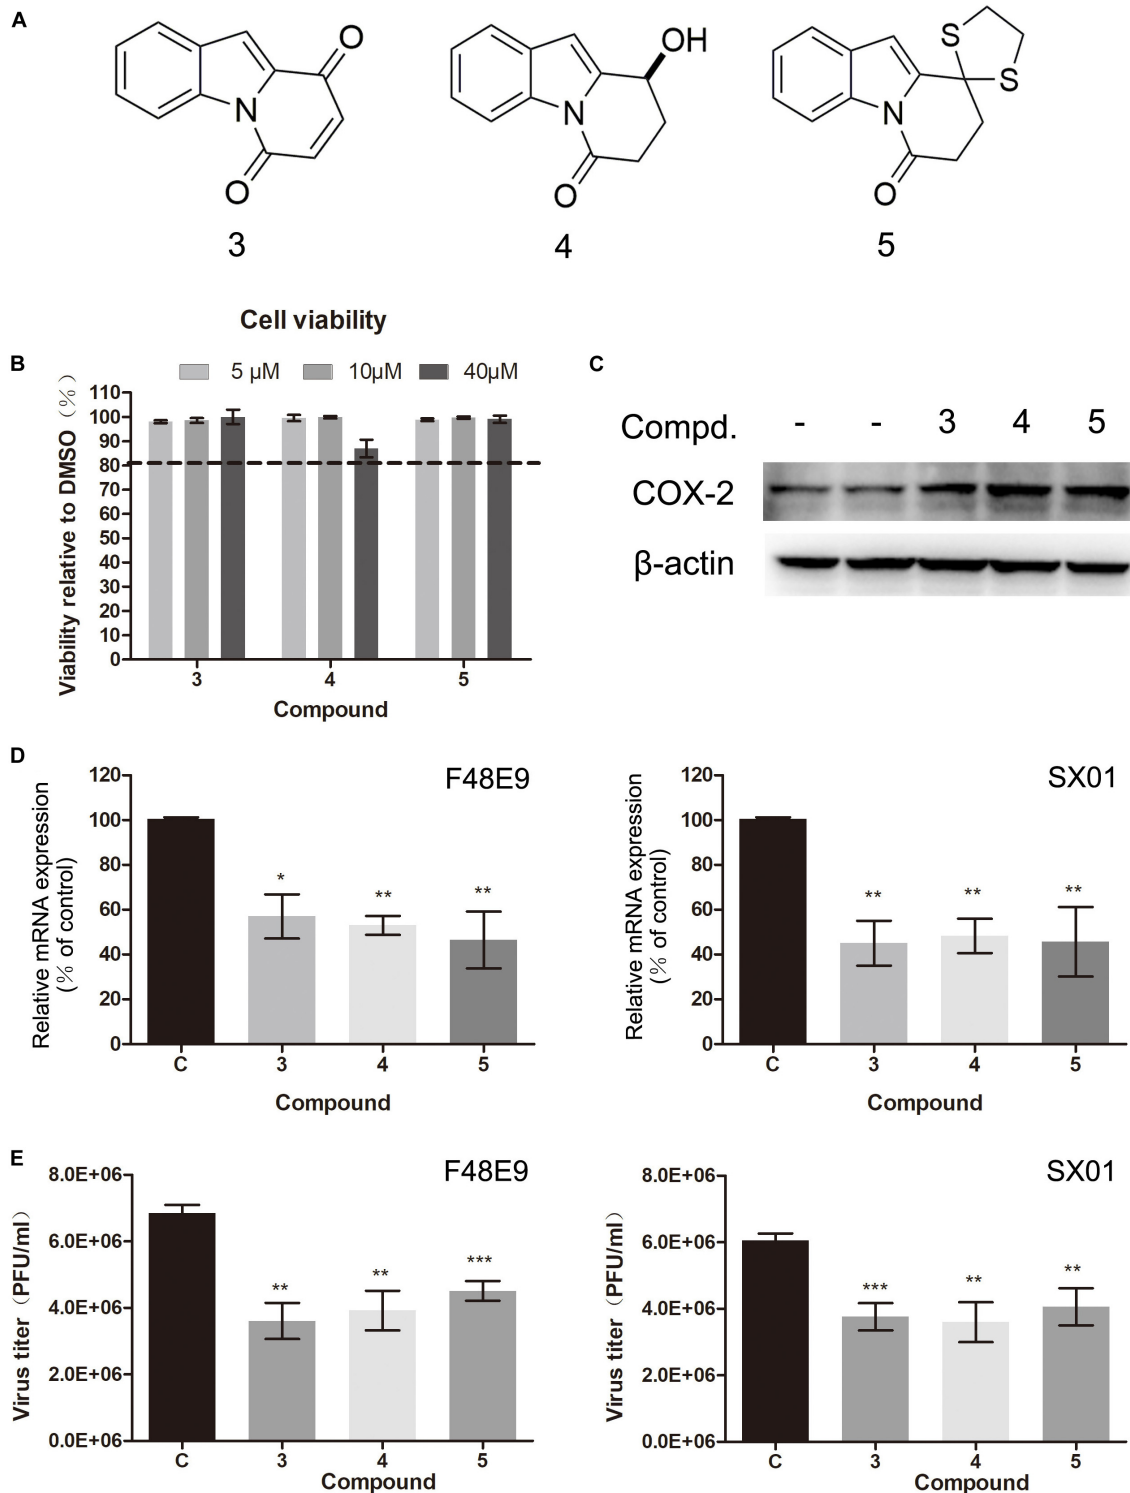 A
O
N
O
3
OH
N
O
4
S
S
N
O
5
Cell viability
B
5 μM 10μM 40μM
Viability relative to DMSO（%）
110
100
90
80
70
60
50
40
30
20
10
0
3 4 5
Compound
C
Compd. - - 3 4 5
COX-2
β-actin
D
F48E9
Relative mRNA expression
(% of control)
120
100
80
60
40
20
0
* ** **
C 3 4 5
Compound
SX01
Relative mRNA expression
(% of control)
120
100
80
60
40
20
0
** ** **
C 3 4 5
Compound
E
F48E9
Virus titer（PFU/ml）
8.0E+06
6.0E+06
4.0E+06
2.0E+06
0.0E+06
** ** ***
C 3 4 5
Compound
SX01
Virus titer（PFU/ml）
8.0E+06
6.0E+06
4.0E+06
2.0E+06
0.0E+06
*** ** **
C 3 4 5
Compound